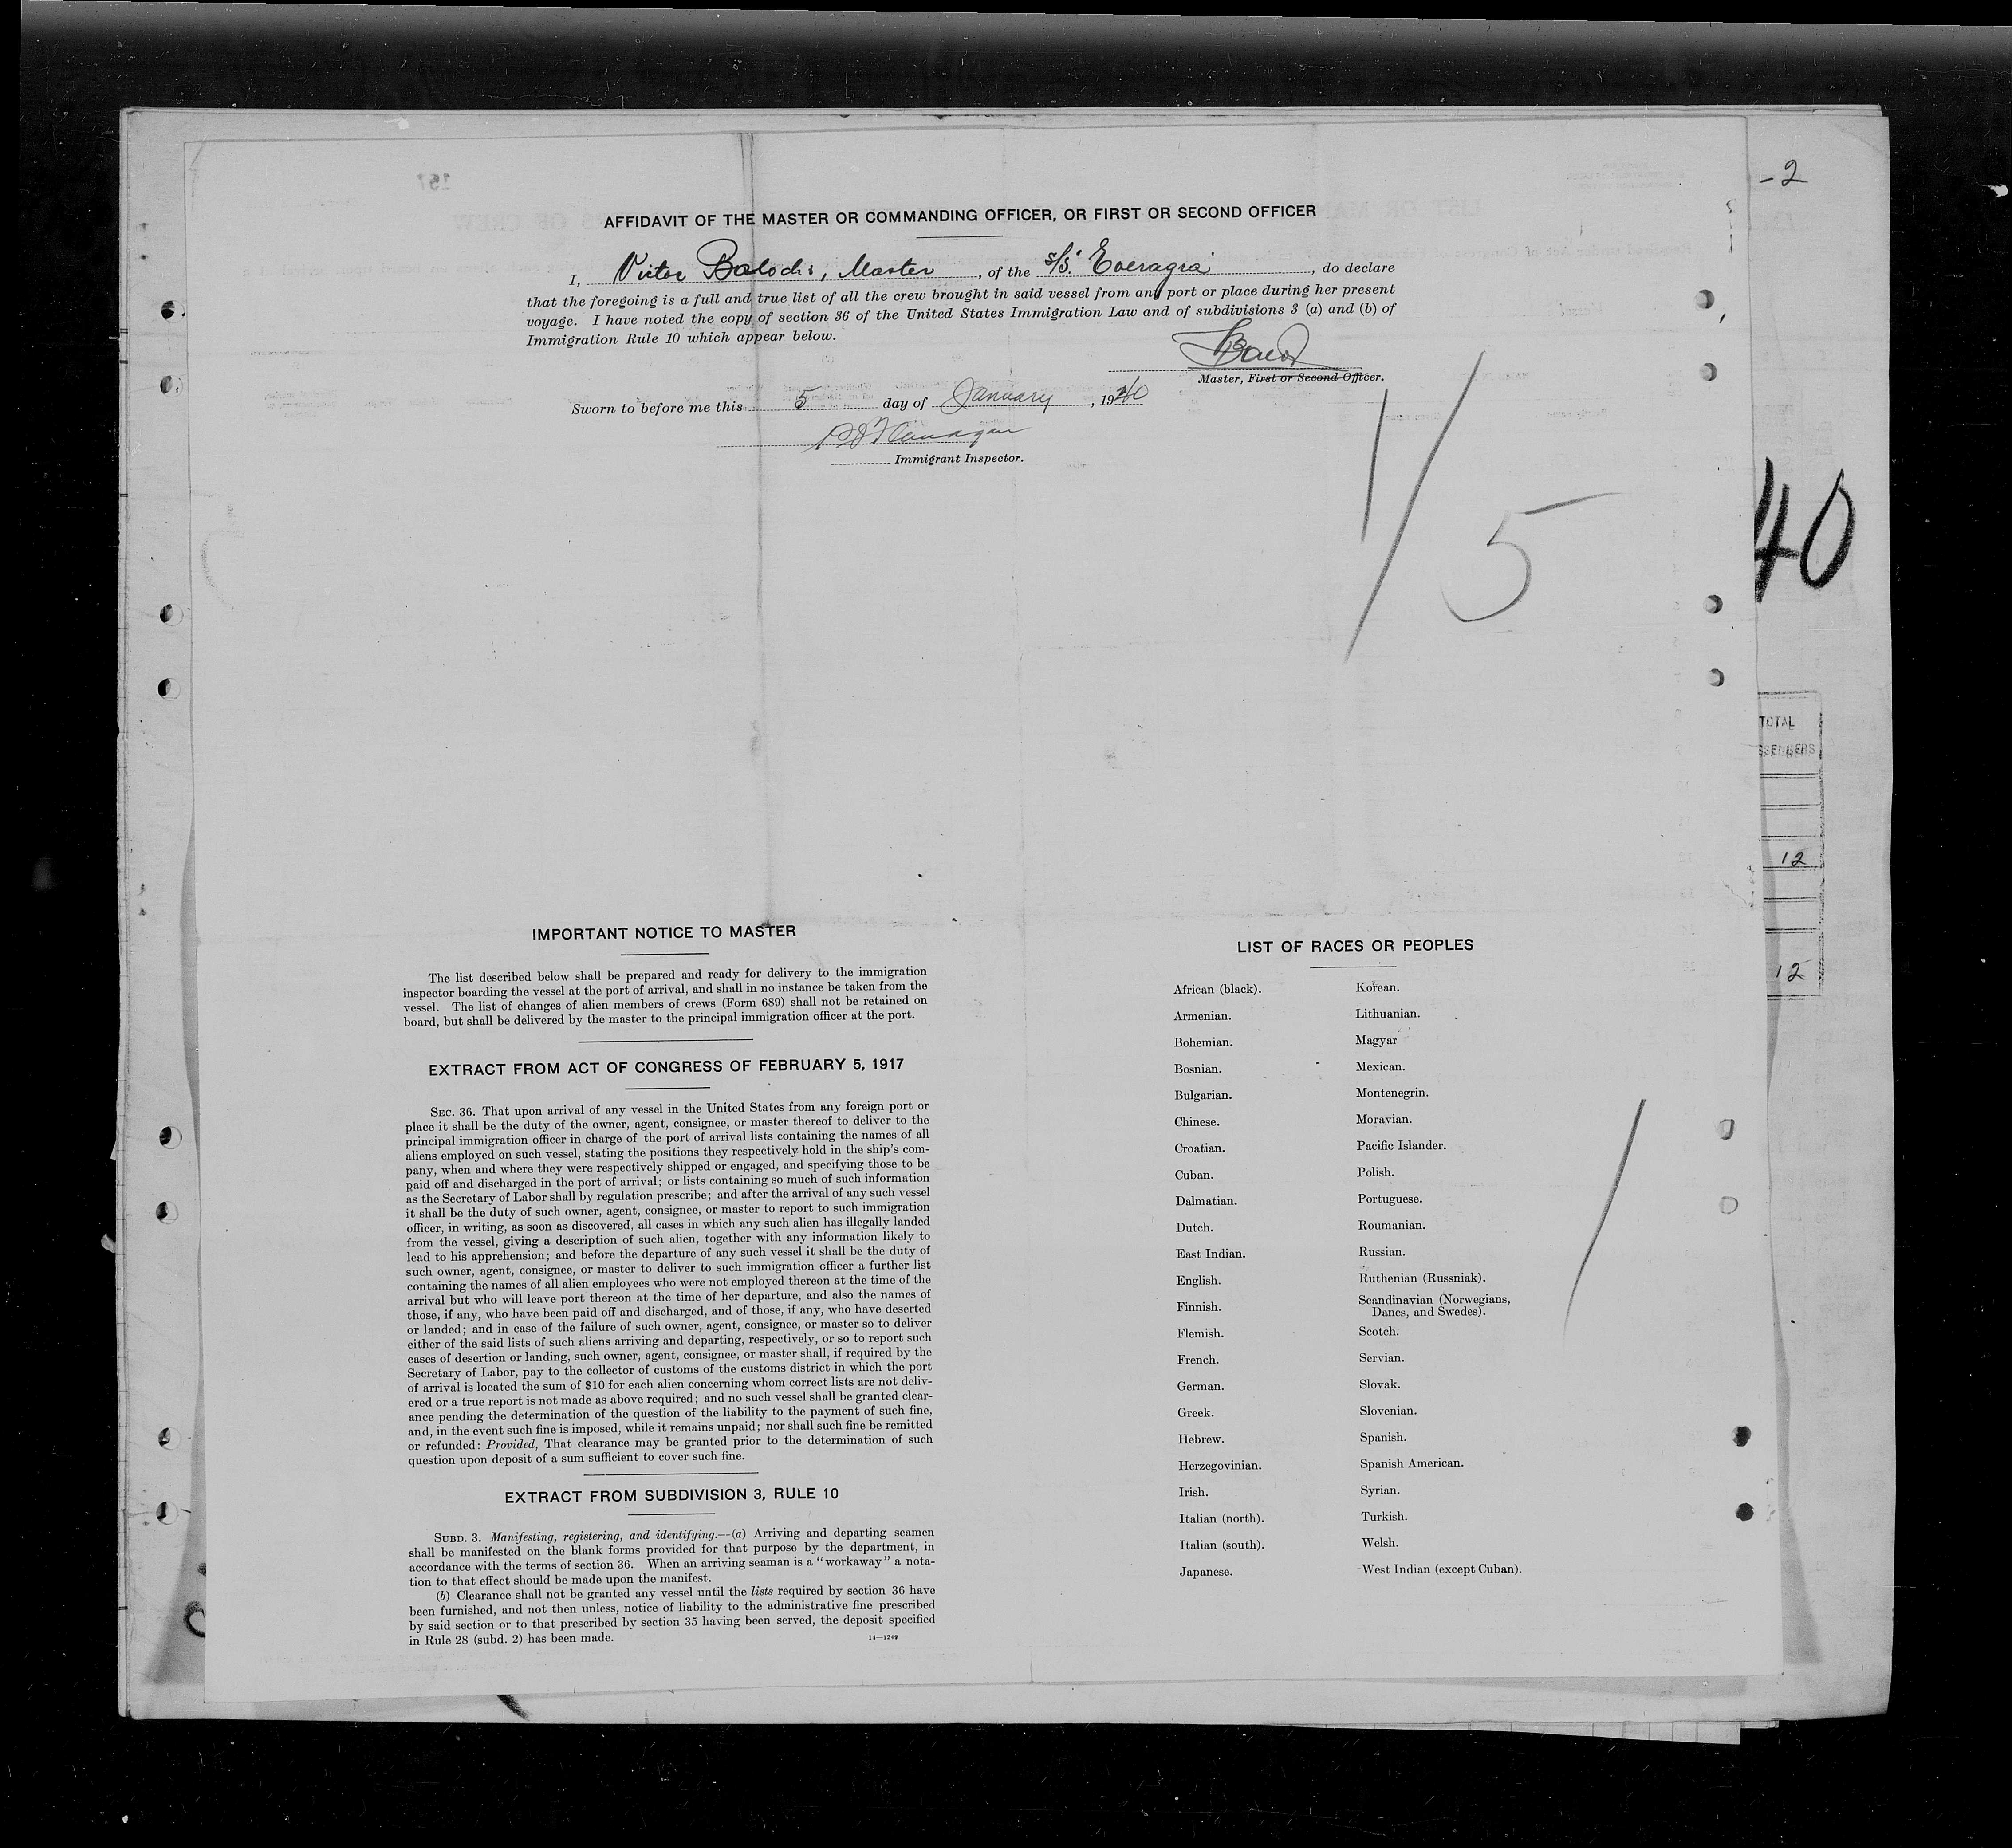 -2
AFFIDAVIT OF THE MASTER OR COMMANDING OFFICER, OR FIRST OR SECOND OFFICER
I, Victor Balochi, Master, of the s/s. , do declare
that the foregoing is a full and true list of all the crew brought in said vessel from any port or place during her present
voyage. I have noted the copy of section 36 of the United States Immigration Law and of subdivisions 3 (a) and (b) of
Immigration Rule 10 which appear below.
Master, First or Second Officer.
Sworn to before me this 5 day of January, 1940
Flanagan
Immigrant Inspector.
1/5
40
TOTAL
12
12
IMPORTANT NOTICE TO MASTER
The list described below shall be prepared and ready for delivery to the immigration
inspector boarding the vessel at the port of arrival, and shall in no instance be taken from the
vessel. The list of changes of alien members of crews (Form 689) shall not be retained on
board, but shall be delivered by the master to the principal immigration officer at the port.
EXTRACT FROM ACT OF CONGRESS OF FEBRUARY 5, 1917
SEC. 36. That upon arrival of any vessel in the United States from any foreign port or
place it shall be the duty of the owner, agent, consignee, or master thereof to deliver to the
principal immigration officer in charge of the port of arrival lists containing the names of all
aliens employed on such vessel, stating the positions they respectively hold in the ship's com-
pany, when and where they were respectively shipped or engaged, and specifying those to be
paid off and discharged in the port of arrival; or lists containing so much of such information
as the Secretary of Labor shall by regulation prescribe; and after the arrival of any such vessel
it shall be the duty of such owner, agent, consignee, or master to report to such immigration
officer, in writing, as soon as discovered, all cases in which any such alien has illegally landed
from the vessel, giving a description of such alien, together with any information likely to
lead to his apprehension; and before the departure of any such vessel it shall be the duty of
such owner, agent, consignee, or master to deliver to such immigration officer a further list
containing the names of all alien employees who were not employed thereon at the time of the
arrival but who will leave port thereon at the time of her departure, and also the names of
those, if any, who have been paid off and discharged, and of those, if any, who have deserted
or landed; and in case of the failure of such owner, agent, consignee, or master so to deliver
either of the said lists of such aliens arriving and departing, respectively, or so to report such
cases of desertion or landing, such owner, agent, consignee, or master shall, if required by the
Secretary of Labor, pay to the collector of customs of the customs district in which the port
of arrival is located the sum of $10 for each alien concerning whom correct lists are not deliv-
ered or a true report is not made as above required; and no such vessel shall be granted clear-
ance pending the determination of the question of the liability to the payment of such fine,
and, in the event such fine is imposed, while it remains unpaid; nor shall such fine be remitted
or refunded: Provided, That clearance may be granted prior to the determination of such
question upon deposit of a sum sufficient to cover such fine.
EXTRACT FROM SUBDIVISION 3, RULE 10
SUBD. 3. Manifesting, registering, and identifying.—(a) Arriving and departing seamen
shall be manifested on the blank forms provided for that purpose by the department, in
accordance with the terms of section 36. When an arriving seaman is a "workaway" a nota-
tion to that effect should be made upon the manifest.
(b) Clearance shall not be granted any vessel until the lists required by section 36 have
been furnished, and not then unless, notice of liability to the administrative fine prescribed
by said section or to that prescribed by section 35 having been served, the deposit specified
in Rule 28 (subd. 2) has been made.
14—1249
LIST OF RACES OR PEOPLES
African (black).
Armenian.
Bohemian.
Bosnian.
Bulgarian.
Chinese.
Croatian.
Cuban.
Dalmatian.
Dutch.
East Indian.
English.
Finnish.
Flemish.
French.
German.
Greek.
Hebrew.
Herzegovinian.
Irish.
Italian (north).
Italian (south).
Japanese.
Korean.
Lithuanian.
Magyar
Mexican.
Montenegrin.
Moravian.
Pacific Islander.
Polish.
Portuguese.
Roumanian.
Russian.
Ruthenian (Russniak).
Scandinavian (Norwegians,
Danes, and Swedes).
Scotch.
Servian.
Slovak.
Slovenian.
Spanish.
Spanish American.
Syrian.
Turkish.
Welsh.
West Indian (except Cuban).